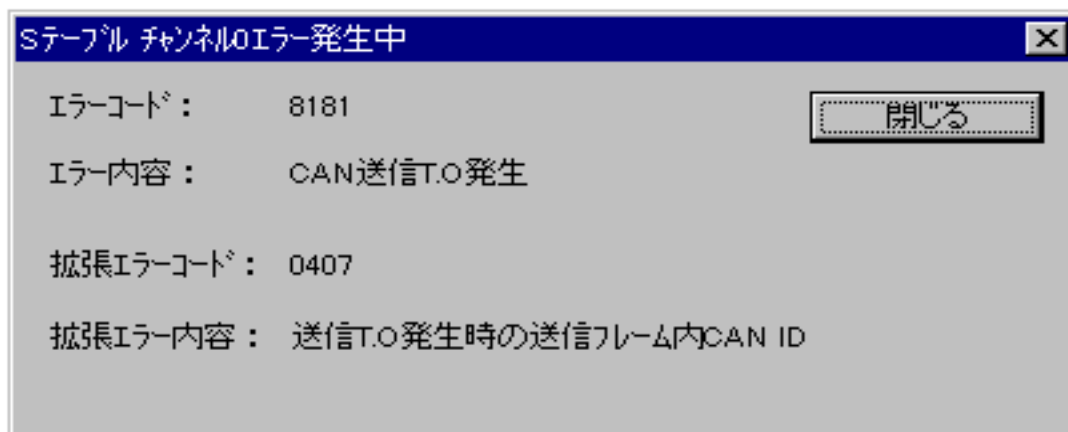 Sﾃｰﾌﾞﾙ ﾁｬﾝﾈﾙ0ｴﾗｰ発生中
ｴﾗｰｺｰﾄﾞ： 8181
閉じる
ｴﾗｰ内容： CAN送信T.O発生
拡張ｴﾗｰｺｰﾄﾞ： 0407
拡張ｴﾗｰ内容： 送信T.O発生時の送信ﾌﾚｰﾑ内CAN ID